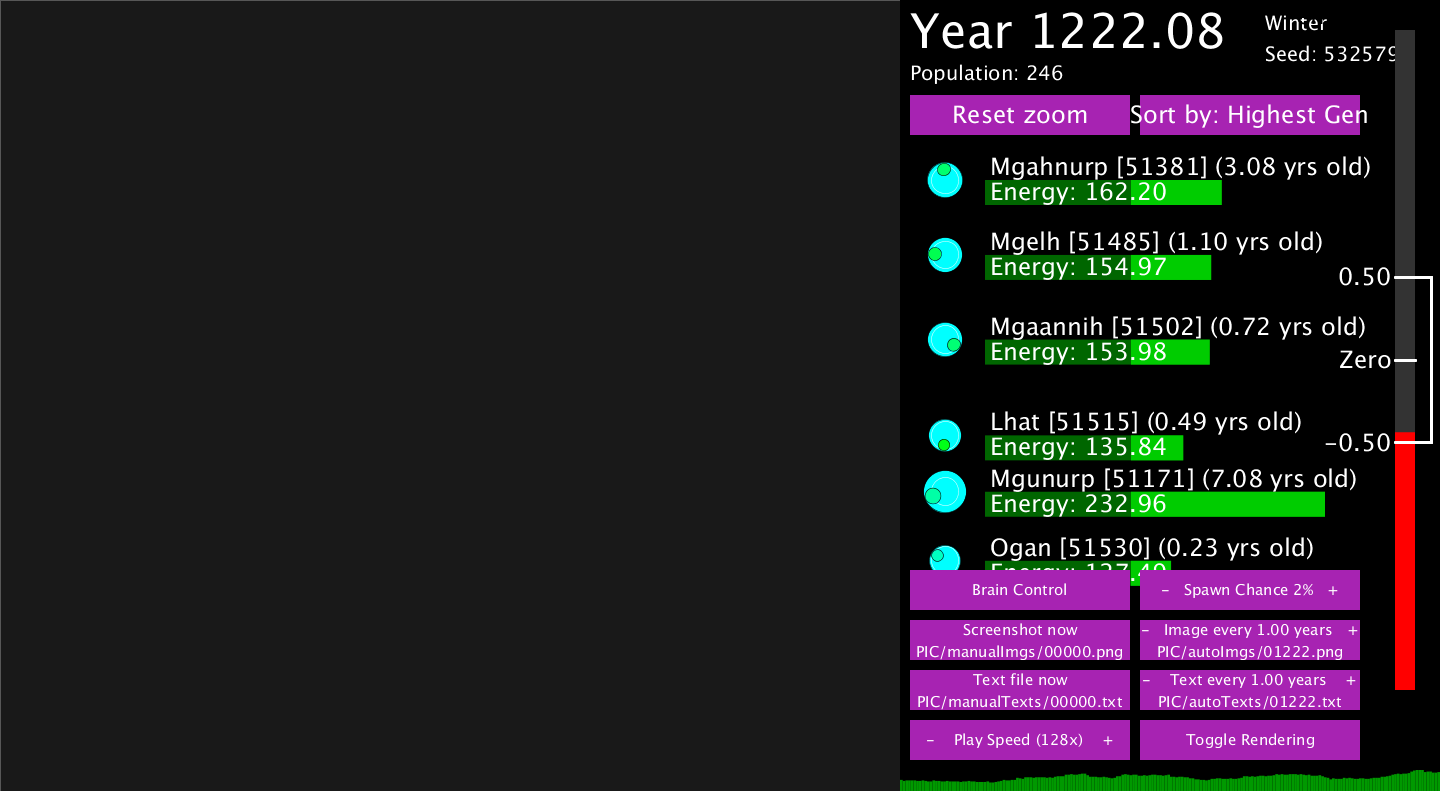 Year 1222.08
Winter
Seed: 532579
Population: 246
Reset zoom
Sort by: Highest Gen
Mgahnurp [51381] (3.08 yrs old)
Energy: 162.20
Mgelh [51485] (1.10 yrs old)
Energy: 154.97
0.50
Mgaannih [51502] (0.72 yrs old)
Energy: 153.98
Zero
Lhat [51515] (0.49 yrs old)
Energy: 135.84
-0.50
Mgunurp [51171] (7.08 yrs old)
Energy: 232.96
Ogan [51530] (0.23 yrs old)
Energy: 127.49
Brain Control
- Spawn Chance 2% +
Screenshot now
PIC/manualImgs/00000.png
- Image every 1.00 years +
PIC/autoImgs/01222.png
Text file now
PIC/manualTexts/00000.txt
- Text every 1.00 years +
PIC/autoTexts/01222.txt
- Play Speed (128x) +
Toggle Rendering